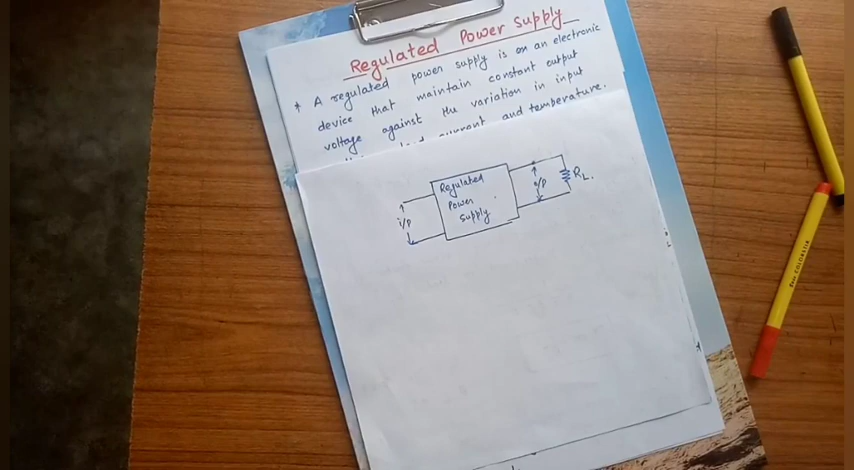 Regulated Power Supply
* A regulated power supply is on an electronic
device that maintain constant output
voltage against the variation in input
current and temperature.
Regulated
Power
Supply
i/p
o/p
RL.